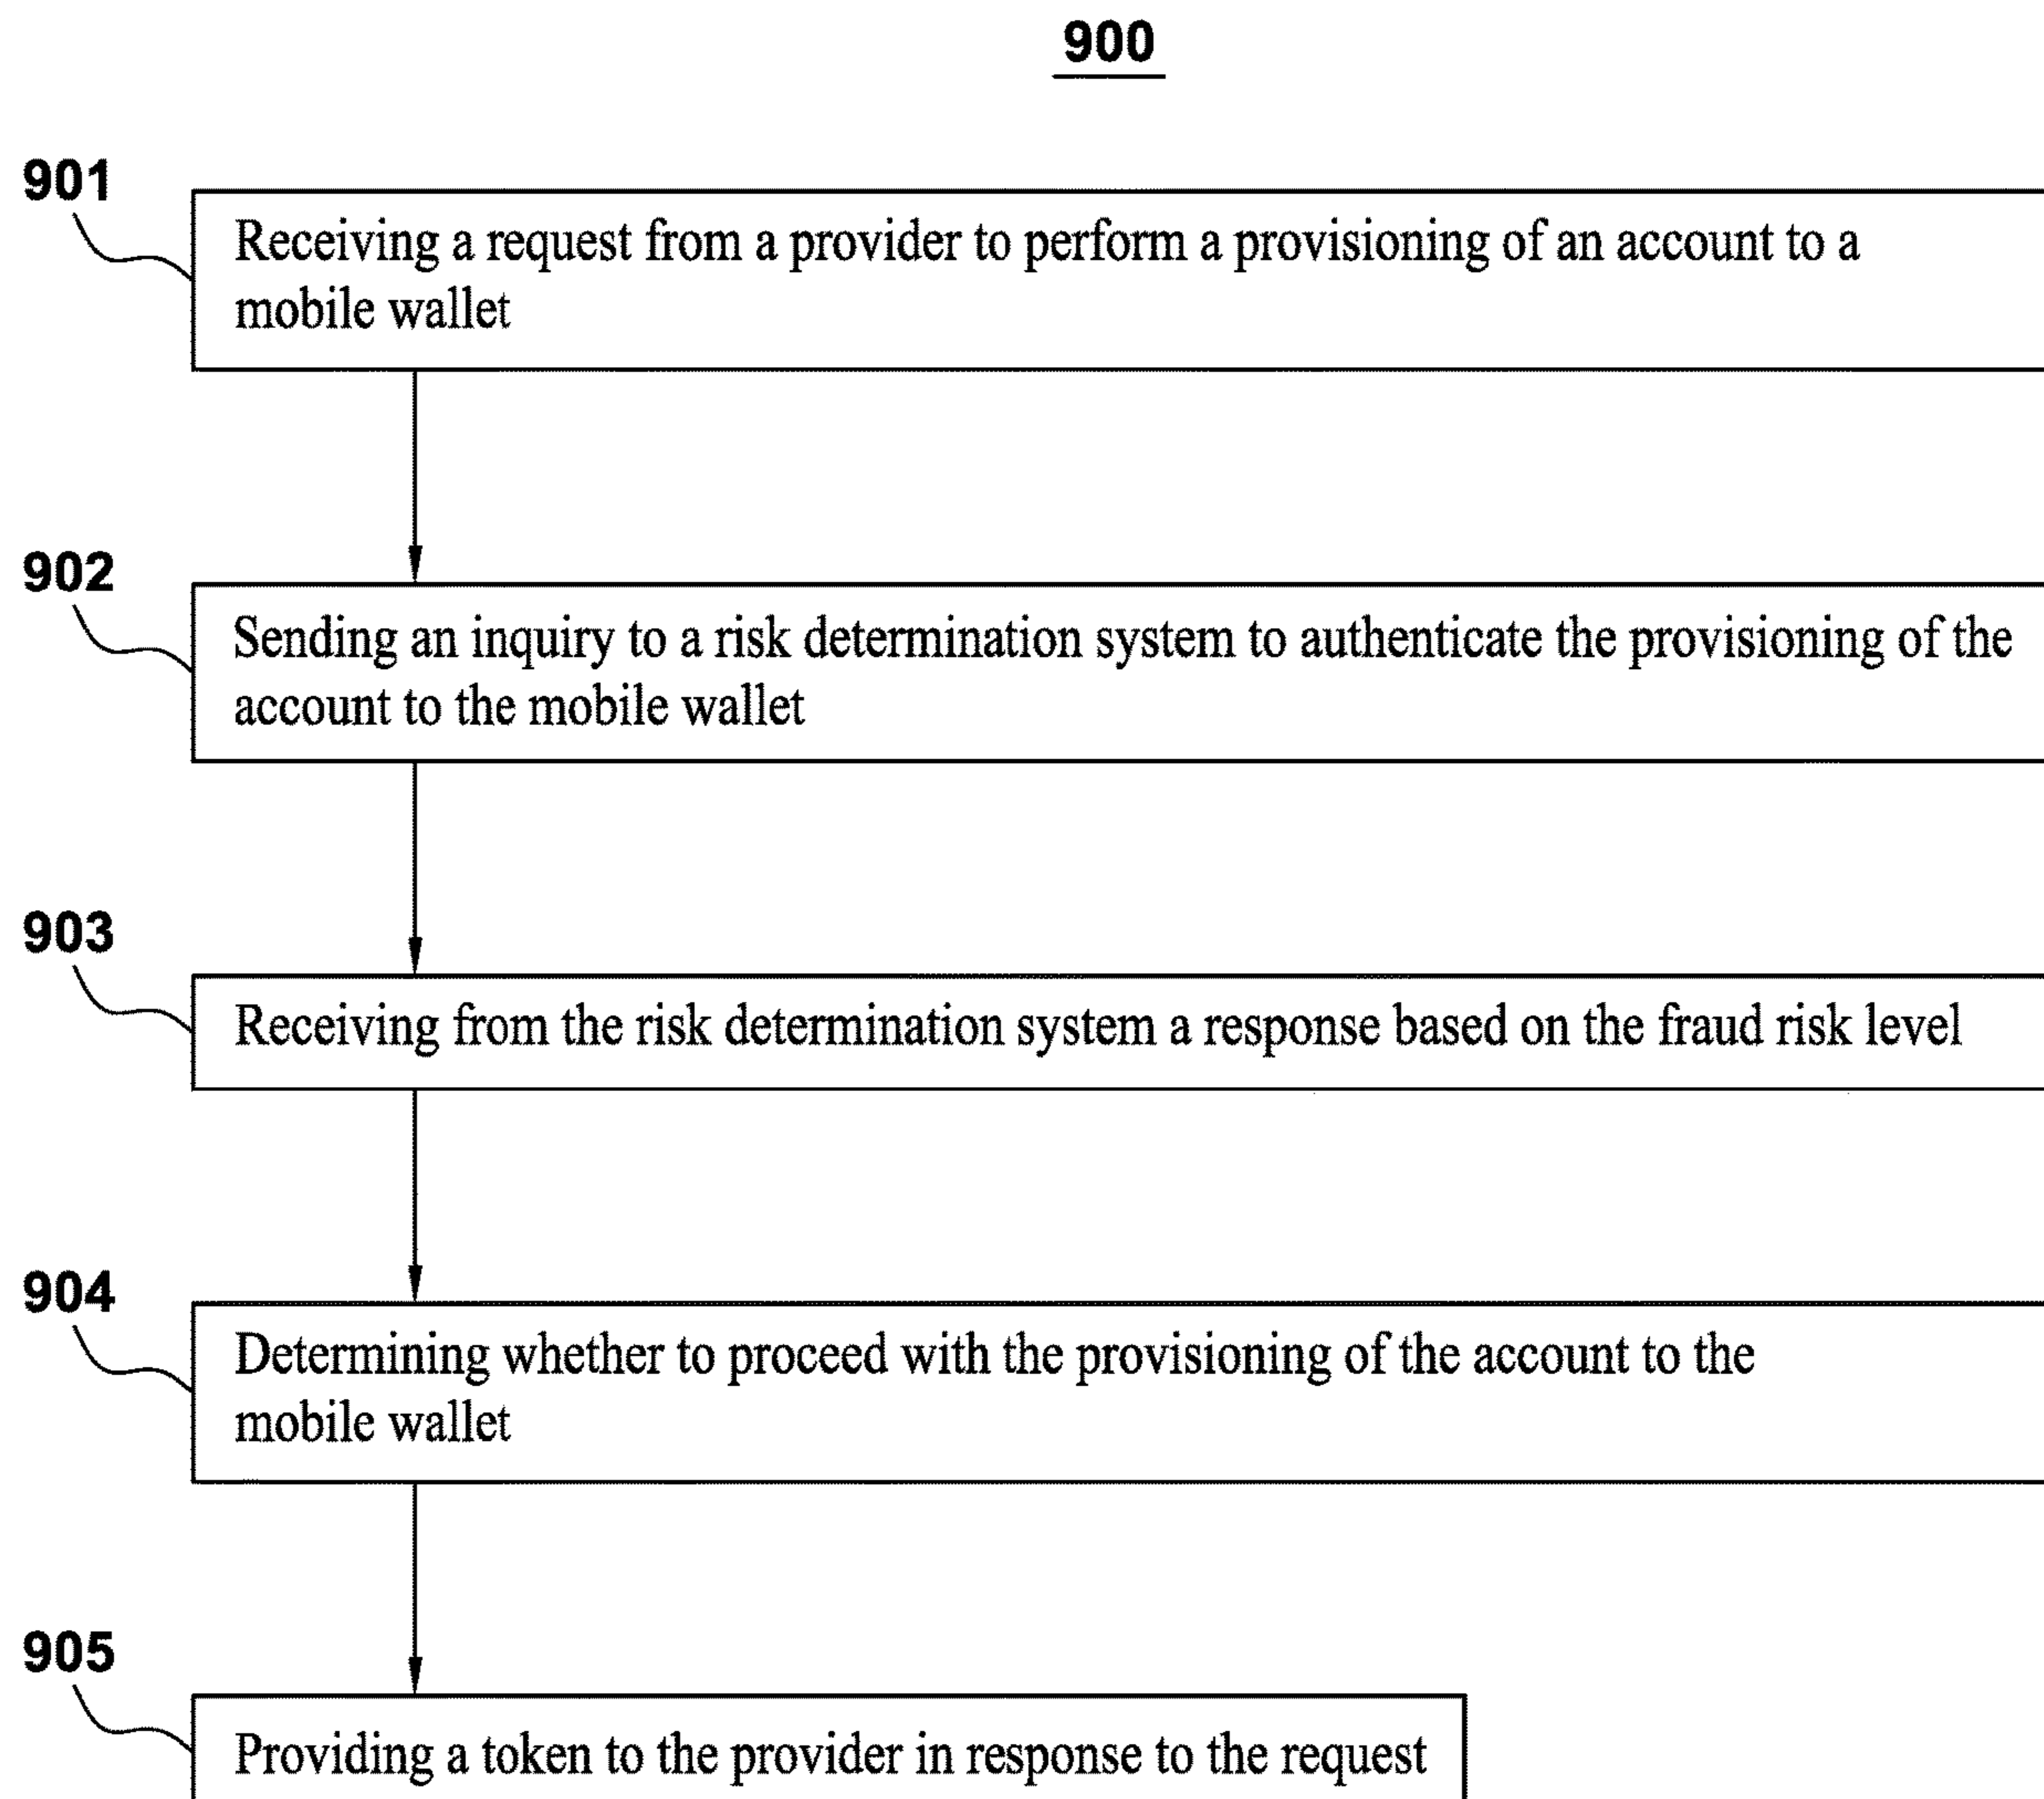 900
901
Receiving a request from a provider to perform a provisioning of an account to a
mobile wallet
902
Sending an inquiry to a risk determination system to authenticate the provisioning of the
account to the mobile wallet
903
Receiving from the risk determination system a response based on the fraud risk level
904
Determining whether to proceed with the provisioning of the account to the
mobile wallet
905
Providing a token to the provider in response to the request